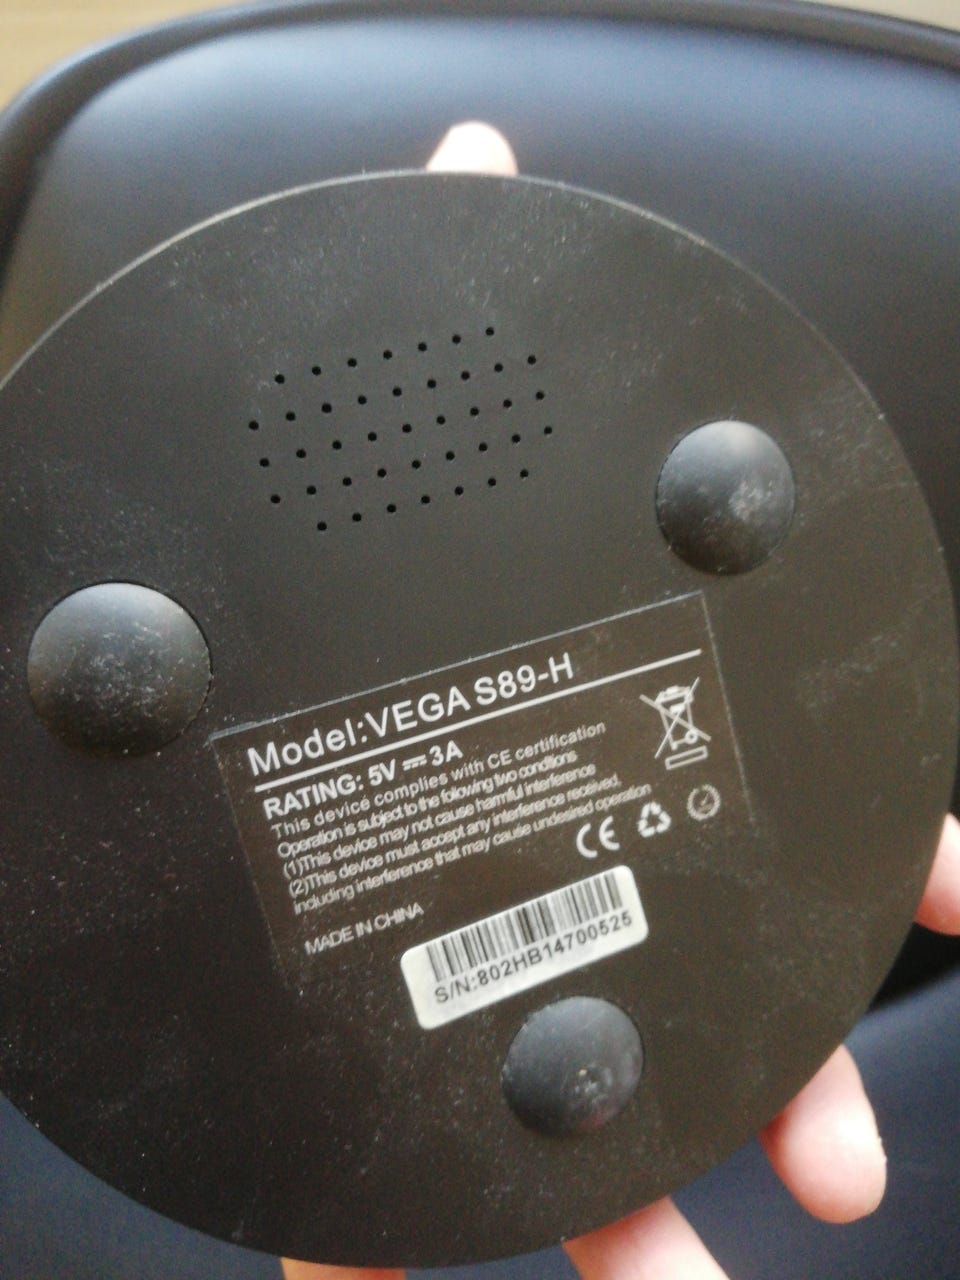 Model:VEGA S89-H
RATING: 5V ⎓ 3A
This device complies with CE certification
Operation is subject to the following two conditions
(1)This device may not cause harmful interference
(2)This device must accept any interference received,
including interference that may cause undesired operation
CE
MADE IN CHINA
S/N:802HB14700525